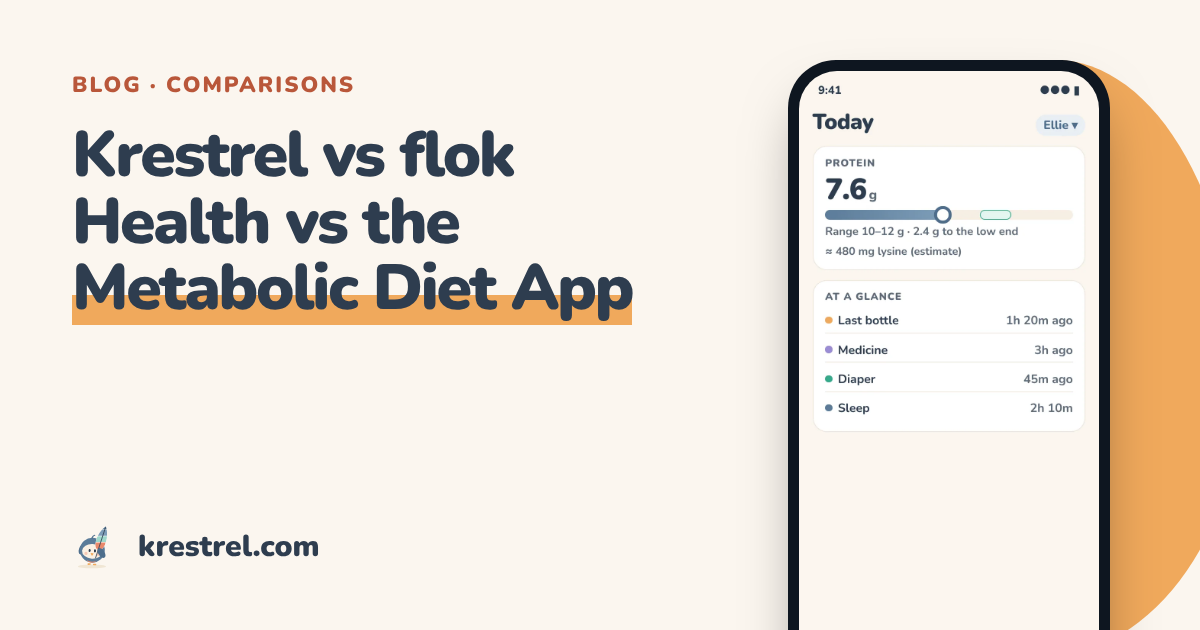 BLOG · COMPARISONS
Krestrel vs flok
Health vs the
Metabolic Diet App
krestrel.com
9:41
Today
Ellie ▾
PROTEIN
7.6 g
Range 10–12 g · 2.4 g to the low end
≈ 480 mg lysine (estimate)
AT A GLANCE
Last bottle 1h 20m ago
Medicine 3h ago
Diaper 45m ago
Sleep 2h 10m